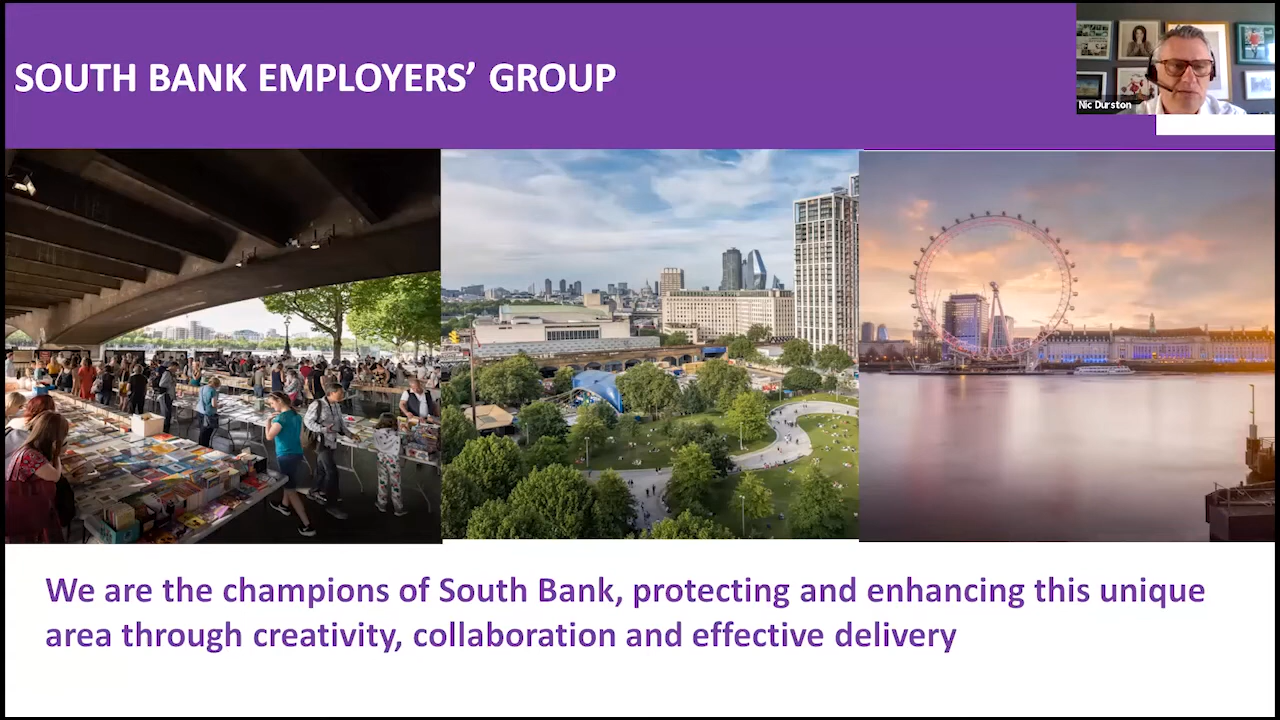 SOUTH BANK EMPLOYERS’ GROUP
Nic Durston
We are the champions of South Bank, protecting and enhancing this unique
area through creativity, collaboration and effective delivery